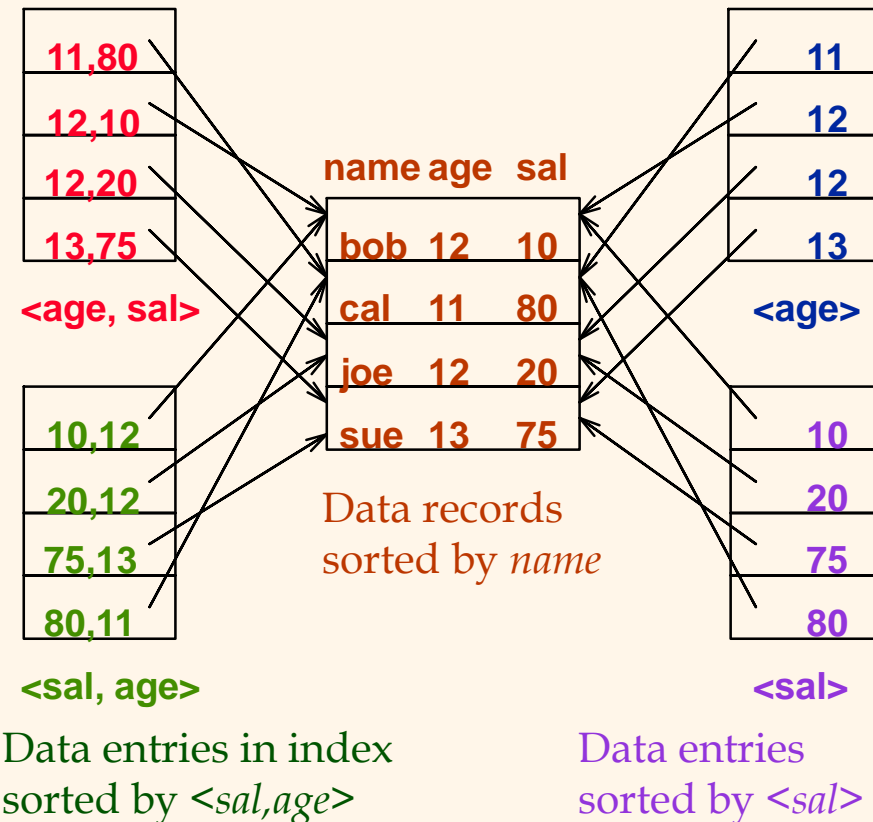 11,80
12,10
12,20
13,75
<age, sal>
10,12
20,12
75,13
80,11
<sal, age>
Data entries in index
sorted by <sal,age>
name age sal
bob 12 10
cal 11 80
joe 12 20
sue 13 75
Data records
sorted by name
11
12
12
13
<age>
10
20
75
80
<sal>
Data entries
sorted by <sal>